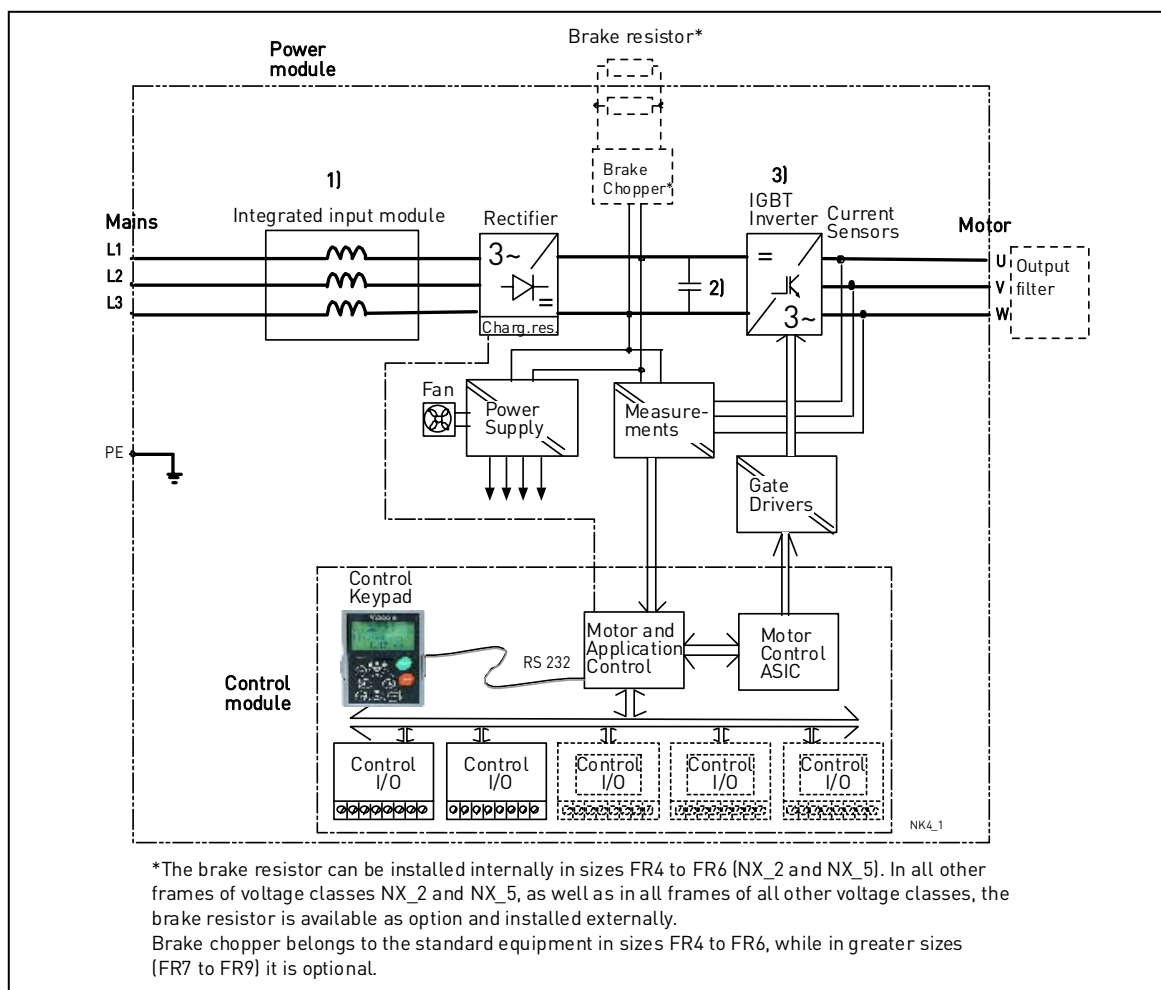 Brake resistor*
Power
module
Brake
Chopper*
1)
3)
Mains
Integrated input module
Rectifier
IGBT
Inverter
Current
Sensors
Motor
L1
L2
L3
3~
=
Charg.res.
2)
=
3~
U
V
W
Output
filter
Fan
Power
Supply
Measure-
ments
PE
Gate
Drivers
Control
Keypad
RS 232
Motor and
Application
Control
Motor
Control
ASIC
Control
module
Control
I/O
Control
I/O
Control
I/O
Control
I/O
Control
I/O
NK4_1
*The brake resistor can be installed internally in sizes FR4 to FR6 (NX_2 and NX_5). In all other
frames of voltage classes NX_2 and NX_5, as well as in all frames of all other voltage classes, the
brake resistor is available as option and installed externally.
Brake chopper belongs to the standard equipment in sizes FR4 to FR6, while in greater sizes
(FR7 to FR9) it is optional.